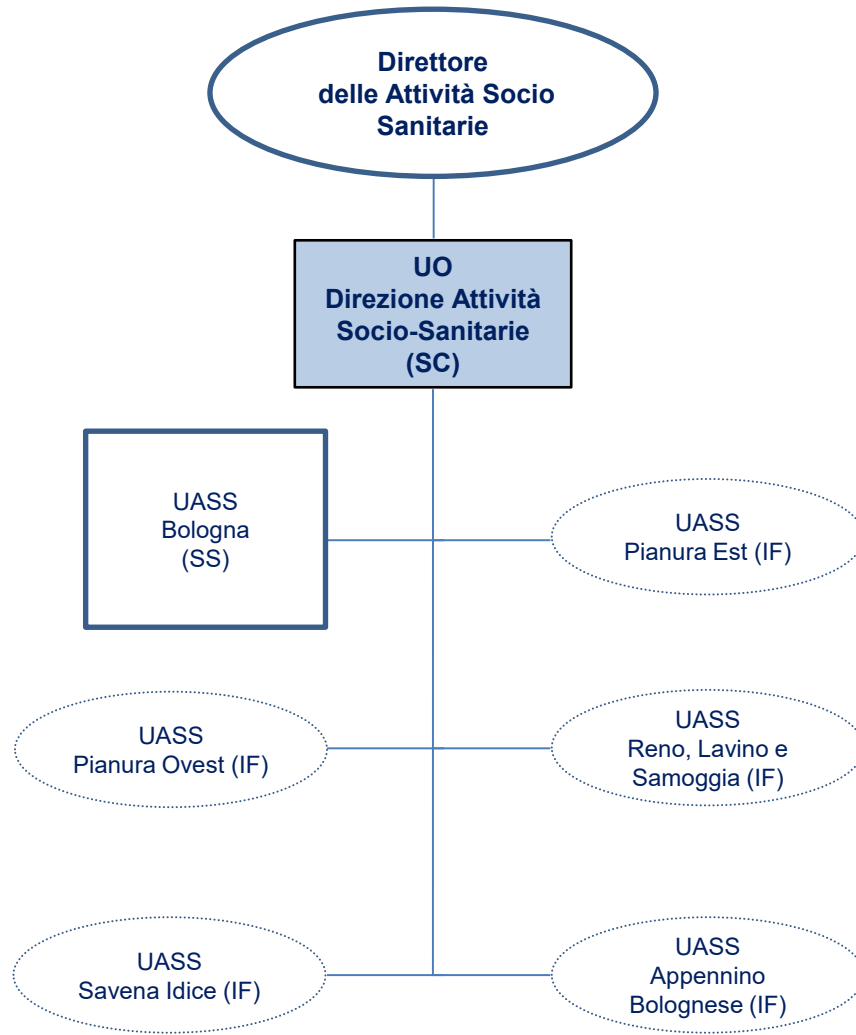 Direttore
delle Attività Socio
Sanitarie
UO
Direzione Attività
Socio-Sanitarie
(SC)
UASS
Bologna
(SS)
UASS
Pianura Est (IF)
UASS
Pianura Ovest (IF)
UASS
Reno, Lavino e
Samoggia (IF)
UASS
Savena Idice (IF)
UASS
Appennino
Bolognese (IF)